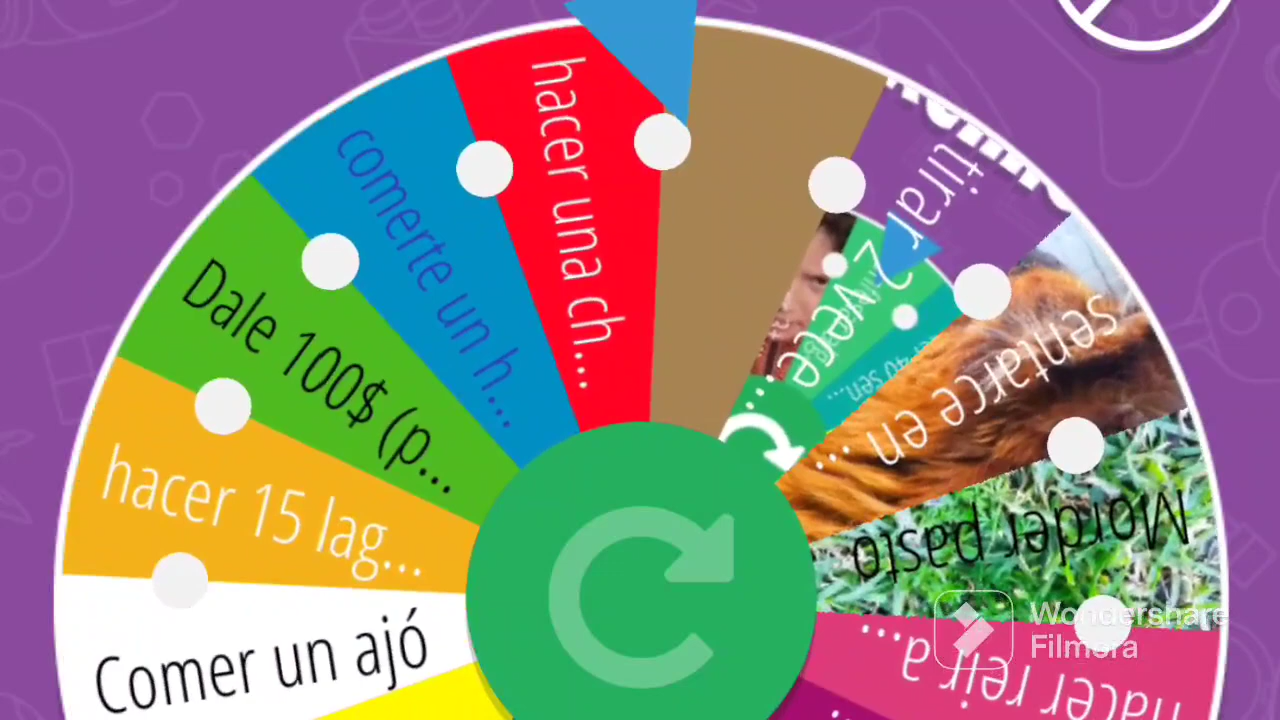 hacer una ch...
comerte un h...
Dale 100$ (p...
hacer 15 lag...
Comer un ajó
tirar 2 vece...
sentarce en ...
Morder pasto
hacer reir a...
Wondershare
Filmora